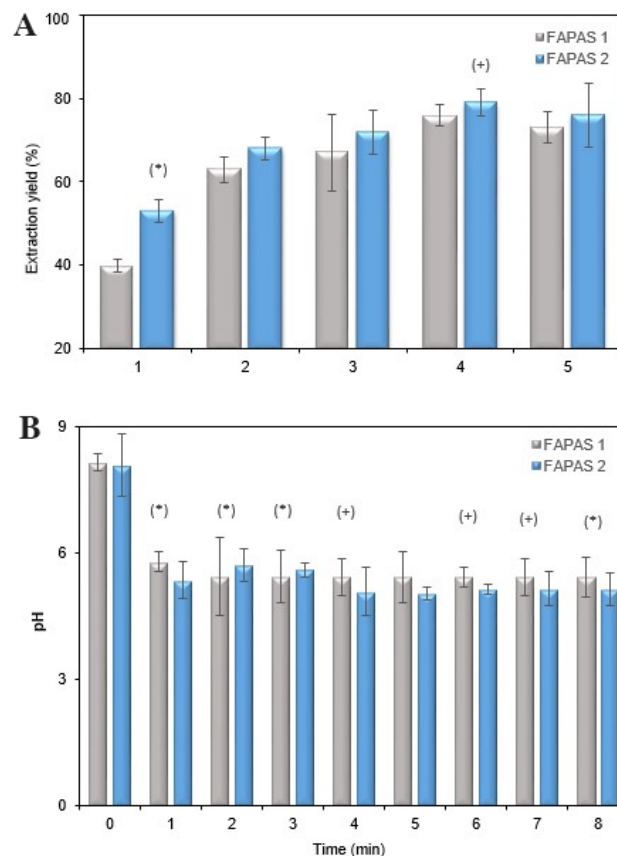 A
100
80
60
40
20
Extraction yield (%)
FAPAS 1
FAPAS 2
(*)
(+)
1 2 3 4 5
B
9
6
3
0
pH
FAPAS 1
FAPAS 2
(*) (*) (*) (+) (+) (+) (*)
0 1 2 3 4 5 6 7 8
Time (min)